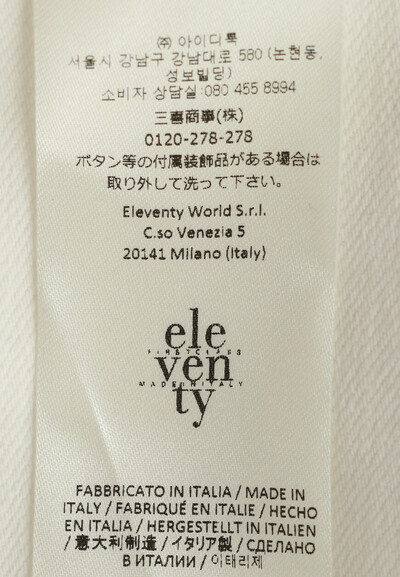 ㈜ 아이디룩
서울시 강남구 강남대로 580 (논현동,
성보빌딩)
소비자 상담실:080 455 8994
三喜商事(株)
0120-278-278
ボタン等の付属装飾品がある場合は
取り外して洗って下さい。
Eleventy World S.r.l.
C.so Venezia 5
20141 Milano (Italy)
ele
FIRSTCLASS
ven
MADE IN ITALY
ty
FABBRICATO IN ITALIA / MADE IN
ITALY / FABRIQUÉ EN ITALIE / HECHO
EN ITALIA / HERGESTELLT IN ITALIEN
/ 意大利制造 / イタリア製 / СДЕЛАНО
В ИТАЛИИ / 이태리제